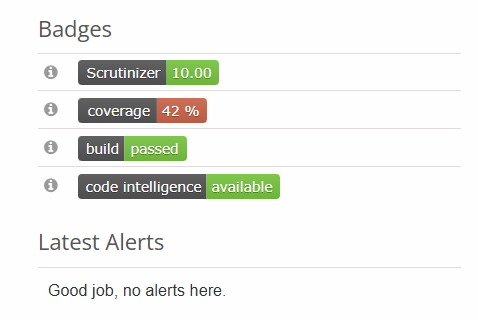 Badges
Scrutinizer 10.00
coverage 42 %
build passed
code intelligence available
Latest Alerts
Good job, no alerts here.